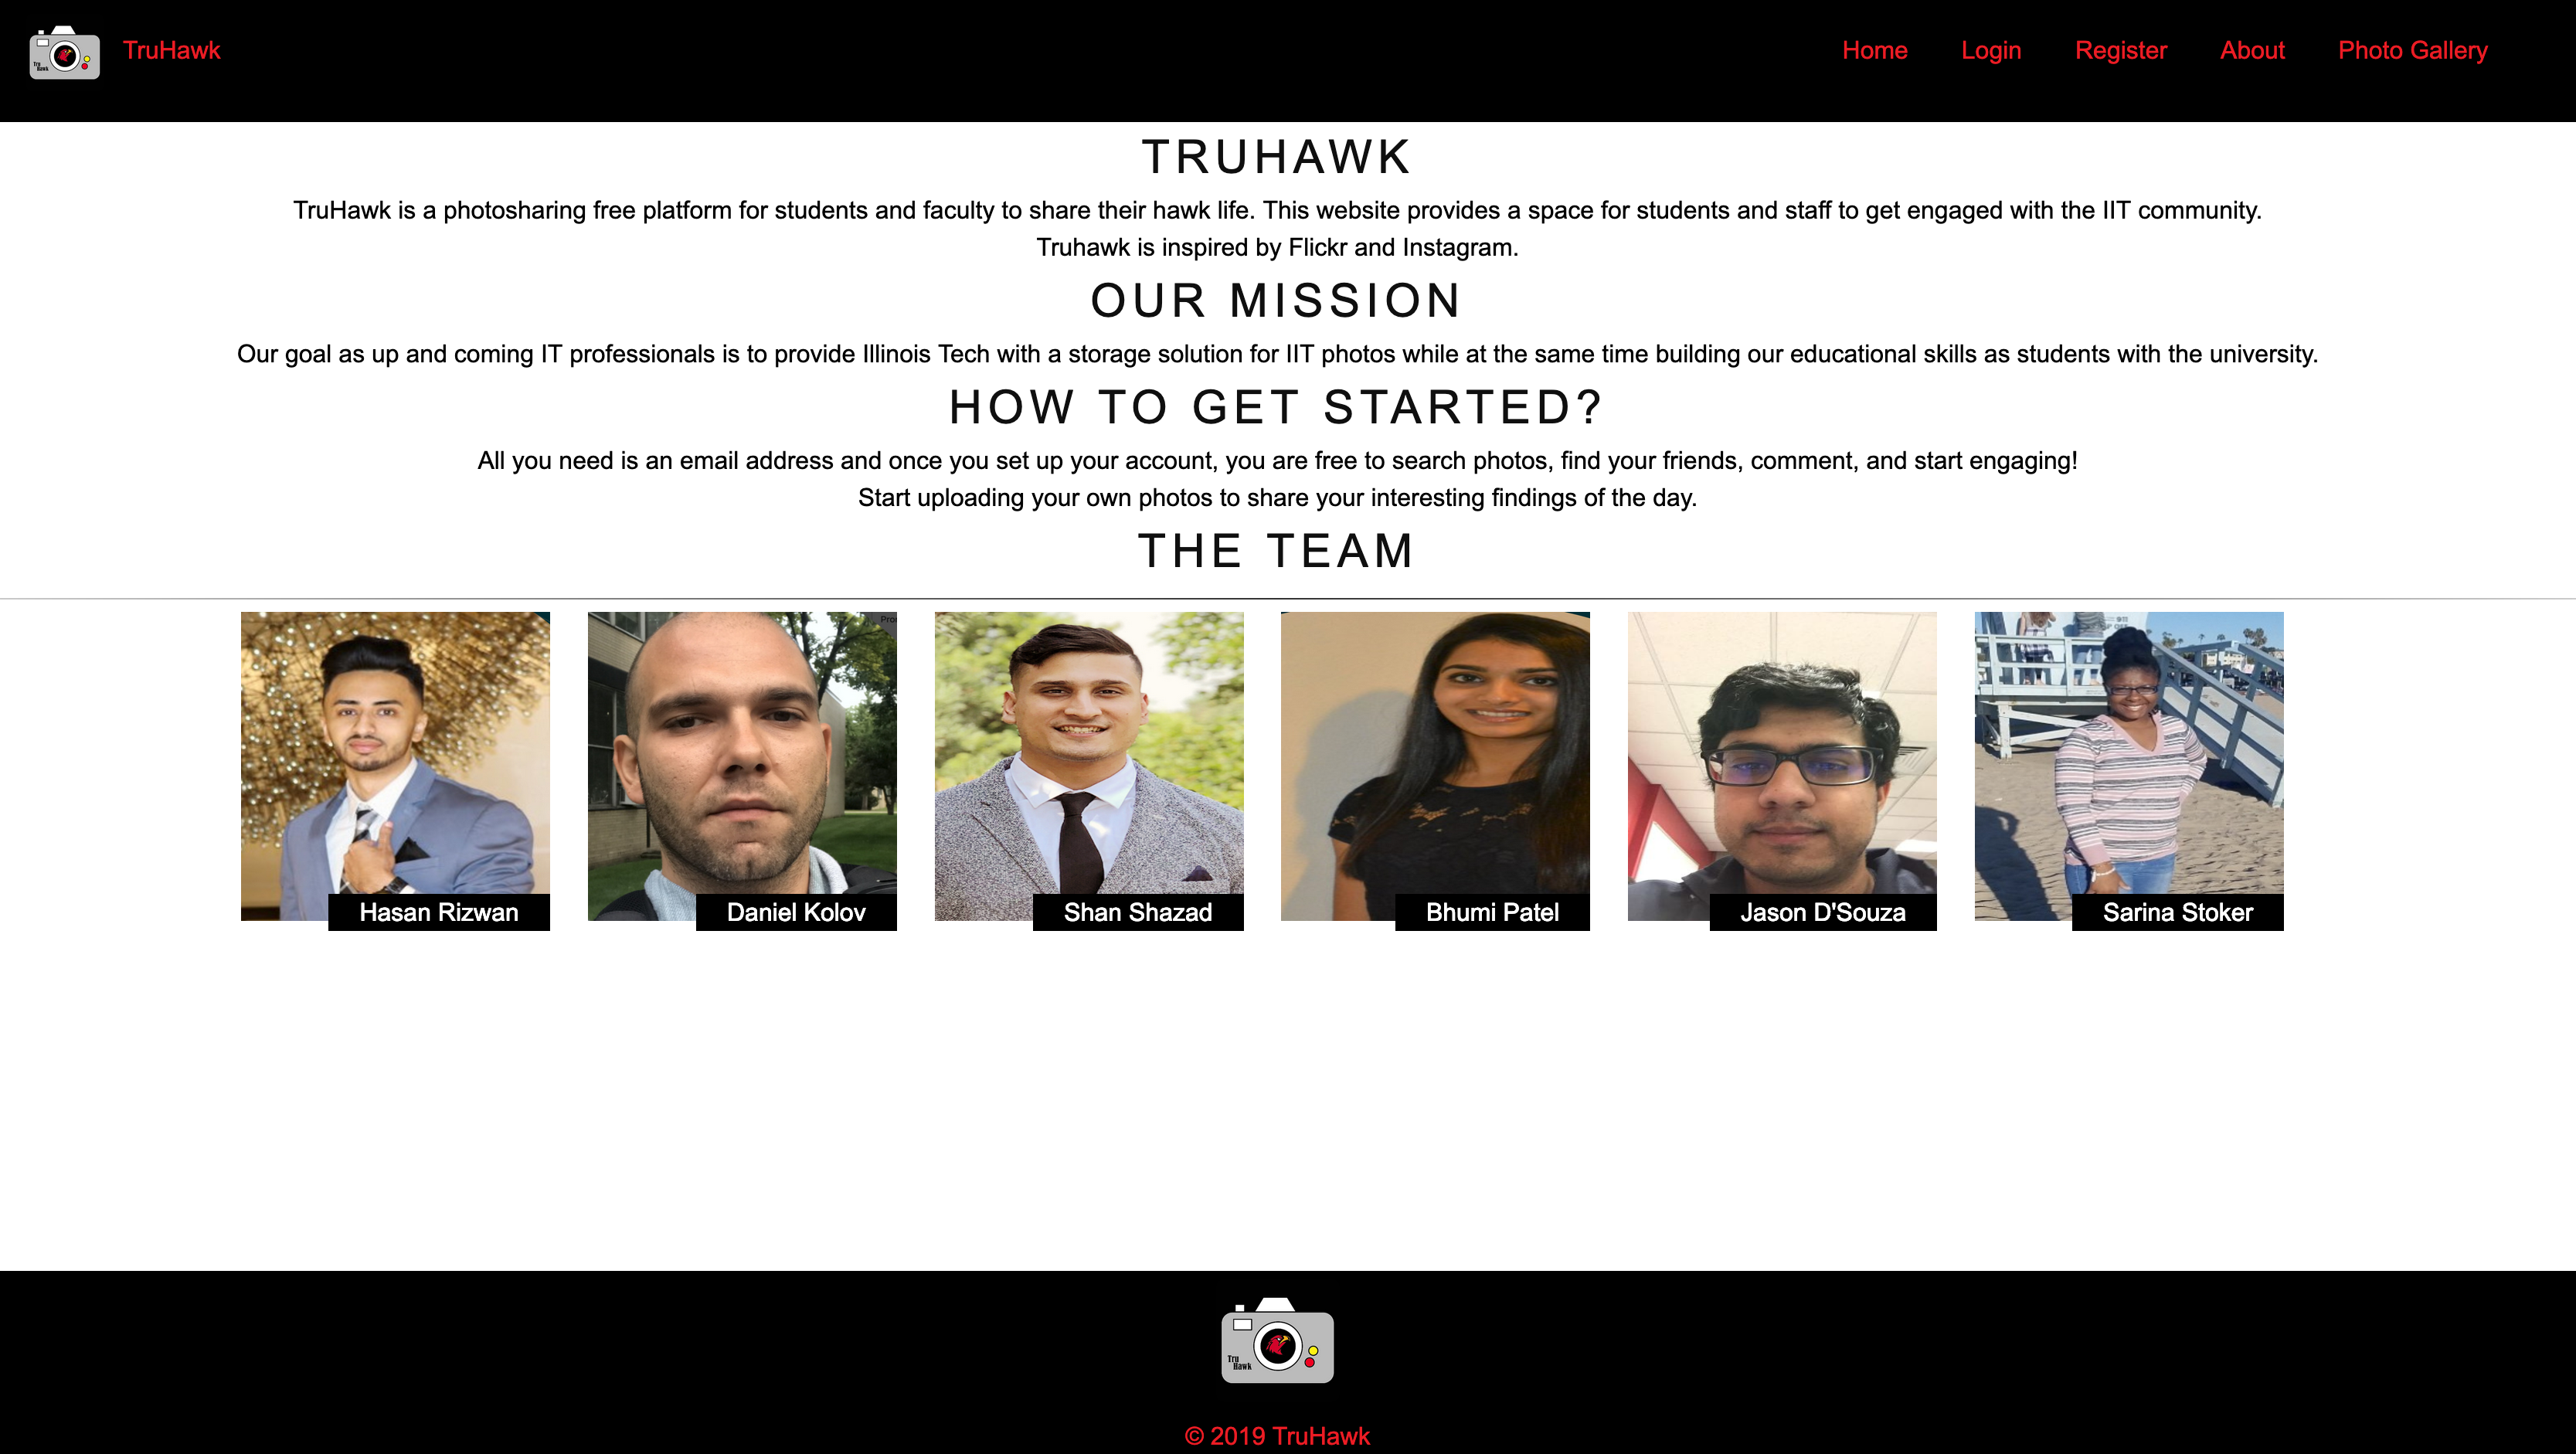 TruHawk
Home Login Register About Photo Gallery
TRUHAWK
TruHawk is a photosharing free platform for students and faculty to share their hawk life. This website provides a space for students and staff to get engaged with the IIT community.
Truhawk is inspired by Flickr and Instagram.
OUR MISSION
Our goal as up and coming IT professionals is to provide Illinois Tech with a storage solution for IIT photos while at the same time building our educational skills as students with the university.
HOW TO GET STARTED?
All you need is an email address and once you set up your account, you are free to search photos, find your friends, comment, and start engaging!
Start uploading your own photos to share your interesting findings of the day.
THE TEAM
Hasan Rizwan
Daniel Kolov
Shan Shazad
Bhumi Patel
Jason D'Souza
Sarina Stoker
Tru
Hawk
© 2019 TruHawk